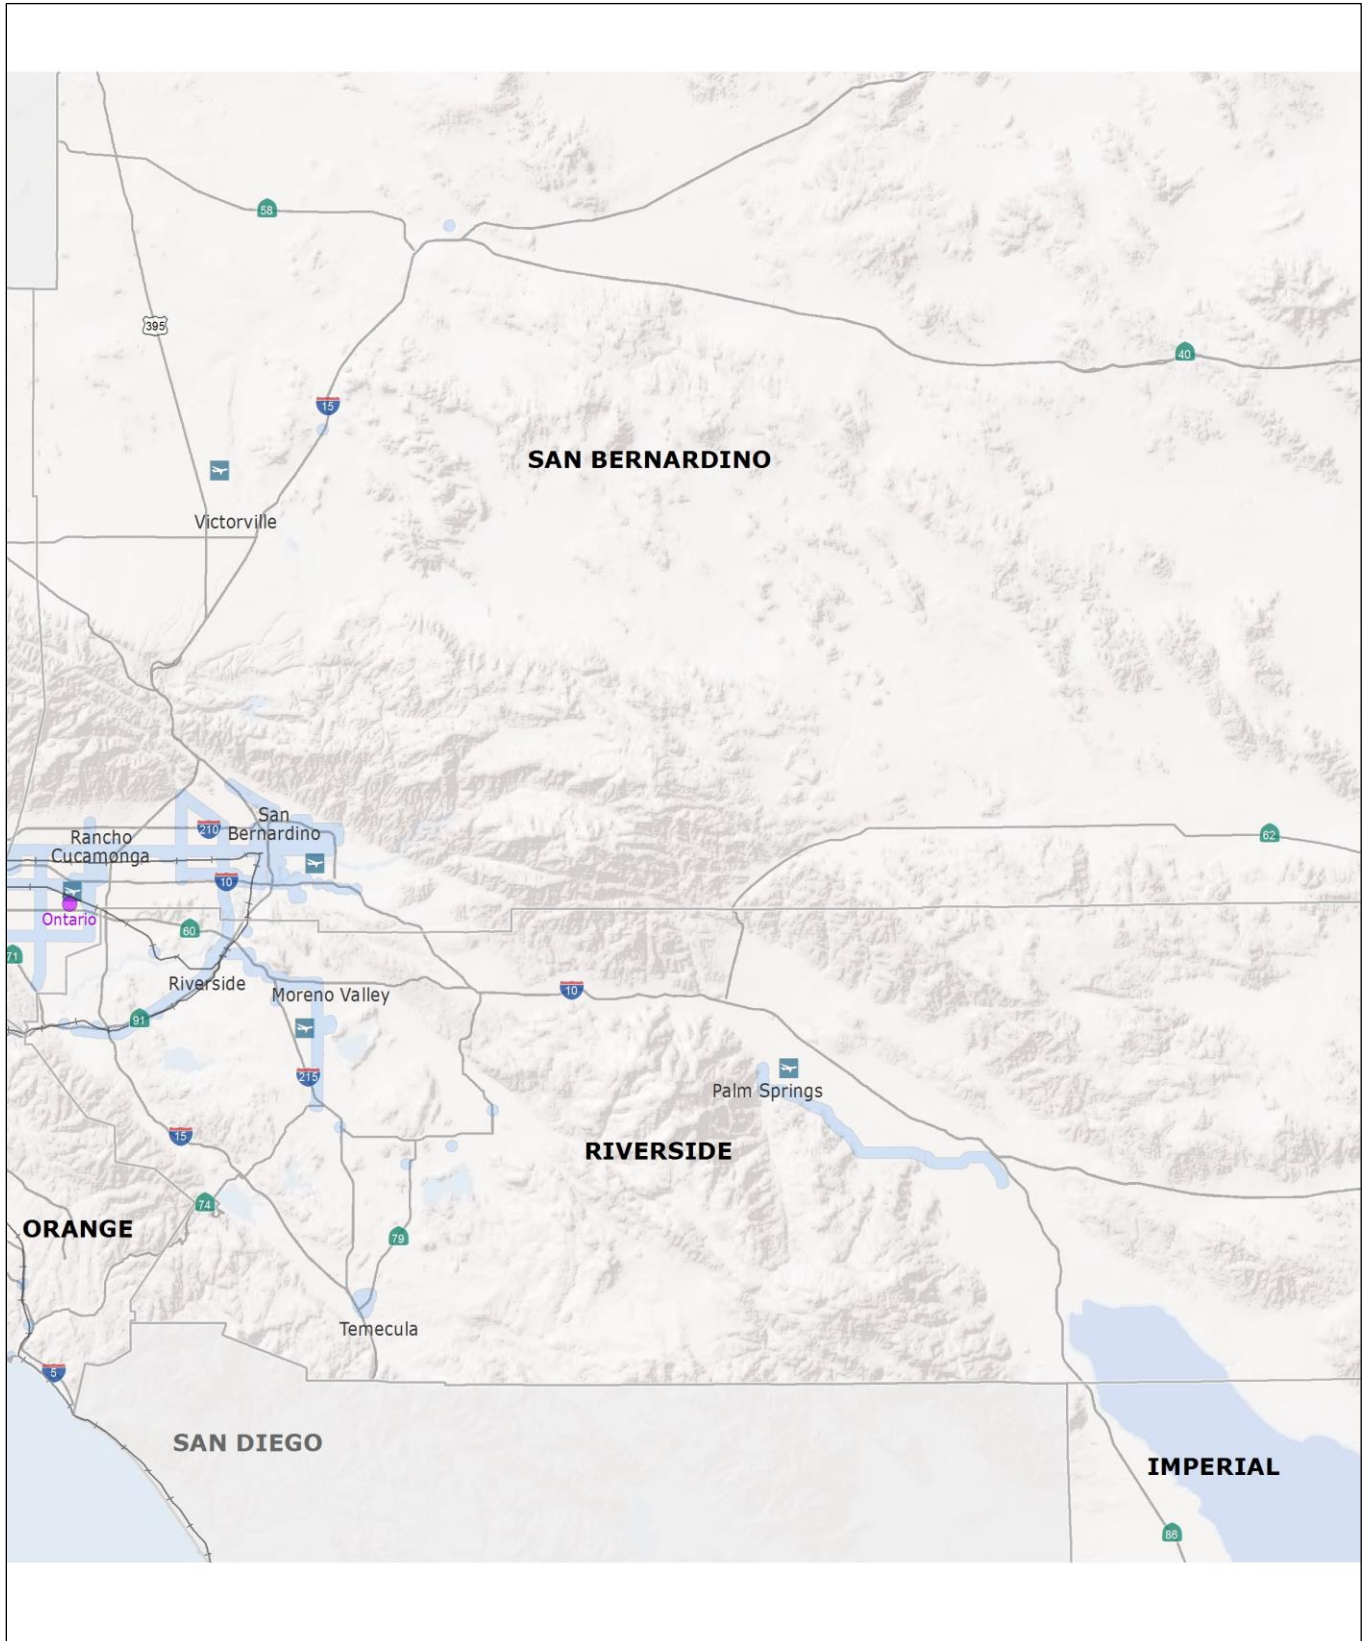 58
395
40
15
SAN BERNARDINO
Victorville
San
Bernardino
210
Rancho
Cucamonga
62
10
Ontario
60
71
Riverside
Moreno Valley
10
91
215
Palm Springs
15
RIVERSIDE
74
ORANGE
79
Temecula
5
SAN DIEGO
IMPERIAL
86